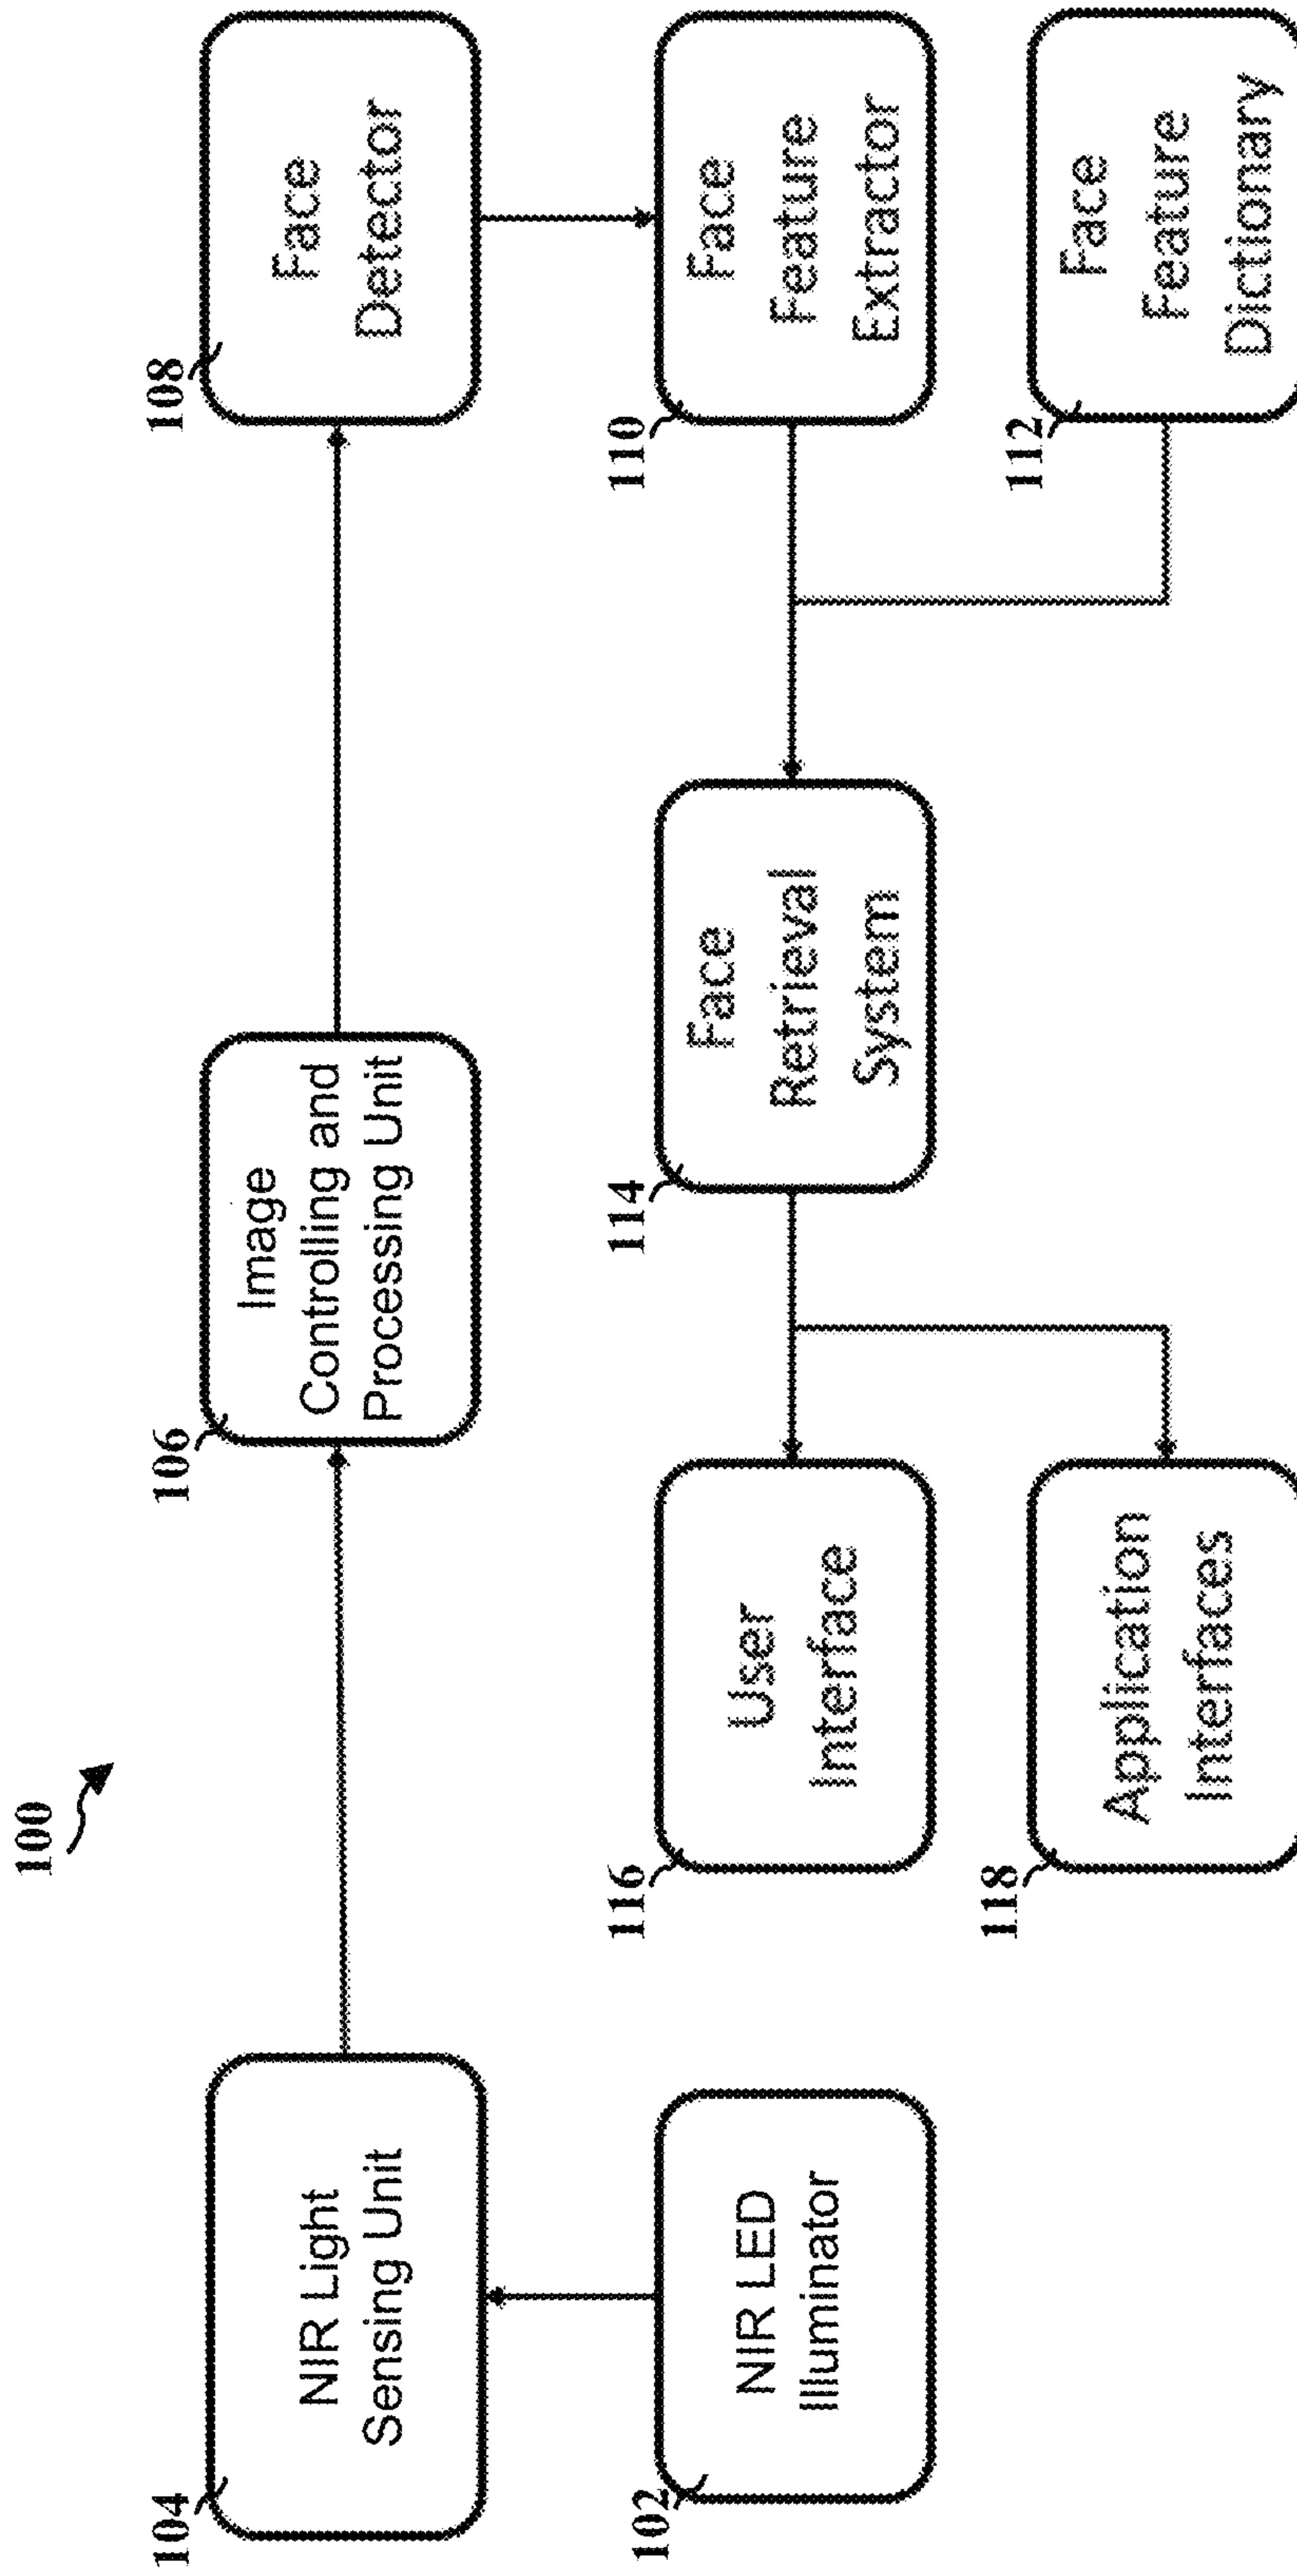 100
104
NIR Light
Sensing Unit
106
Image
Controlling and
Processing Unit
108
Face
Detector
102
NIR LED
Illuminator
116
User
Interface
114
Face
Retrieval
System
110
Face
Feature
Extractor
118
Application
Interfaces
112
Face
Feature
Dictionary